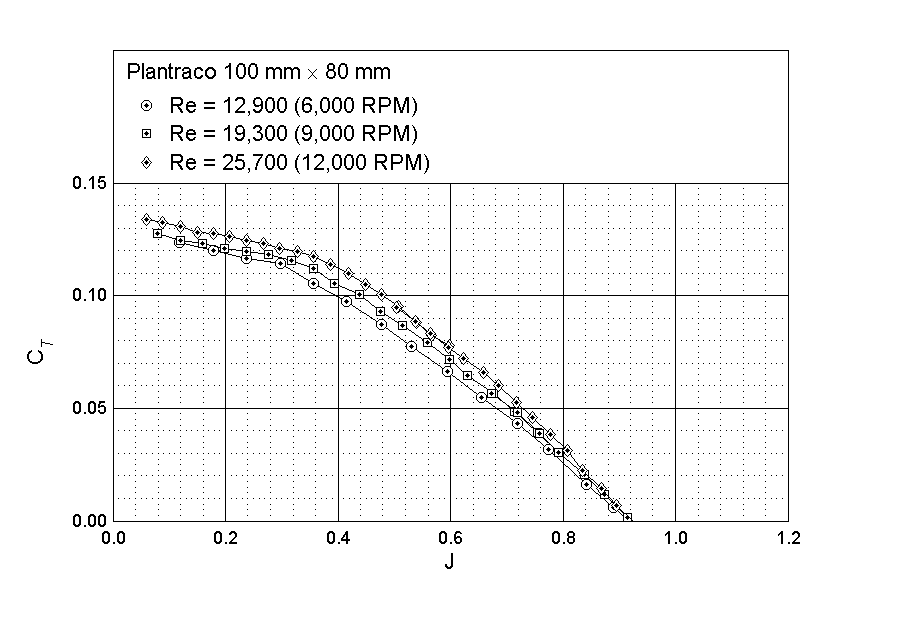 Plantraco 100 mm × 80 mm
Re = 12,900 (6,000 RPM)
Re = 19,300 (9,000 RPM)
Re = 25,700 (12,000 RPM)
0.15
0.10
0.05
0.00
C_T
0.0 0.2 0.4 0.6 0.8 1.0 1.2
J